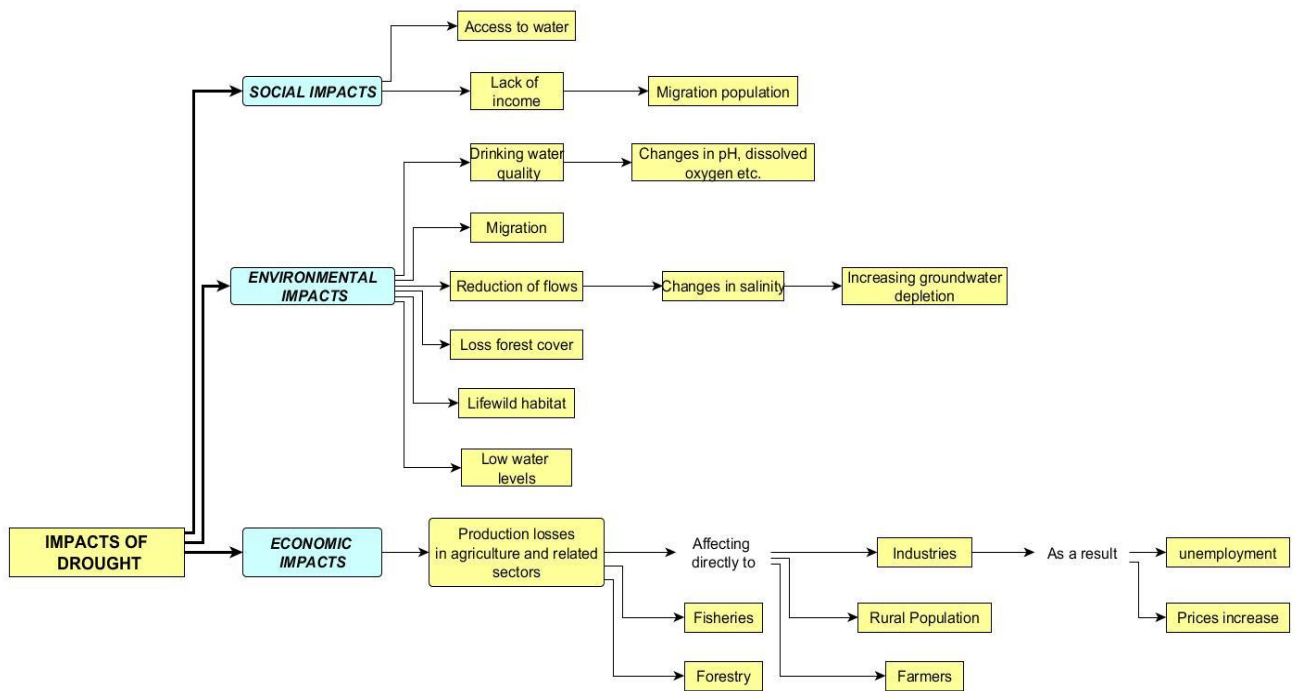 Access to water
SOCIAL IMPACTS
Lack of
income
Migration population
Drinking water
quality
Changes in pH, dissolved
oxygen etc.
Migration
ENVIRONMENTAL
IMPACTS
Reduction of flows
Changes in salinity
Increasing groundwater
depletion
Loss forest cover
Lifewild habitat
Low water
levels
IMPACTS OF
DROUGHT
ECONOMIC
IMPACTS
Production losses
in agriculture and related
sectors
Affecting
directly to
Industries
As a result
unemployment
Fisheries
Rural Population
Prices increase
Forestry
Farmers